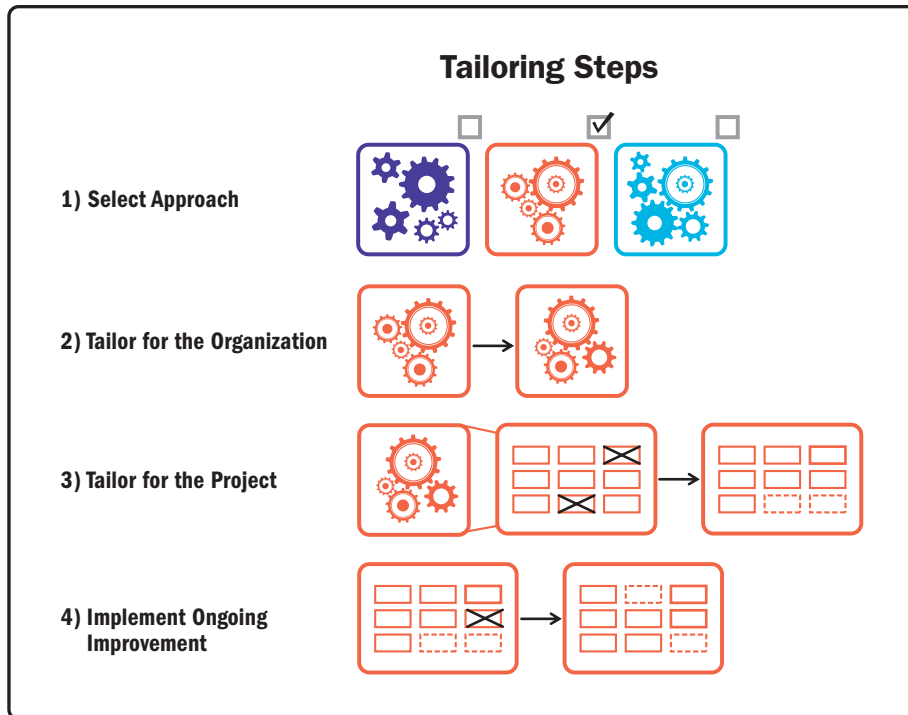 Tailoring Steps
1) Select Approach
2) Tailor for the Organization
3) Tailor for the Project
4) Implement Ongoing
Improvement